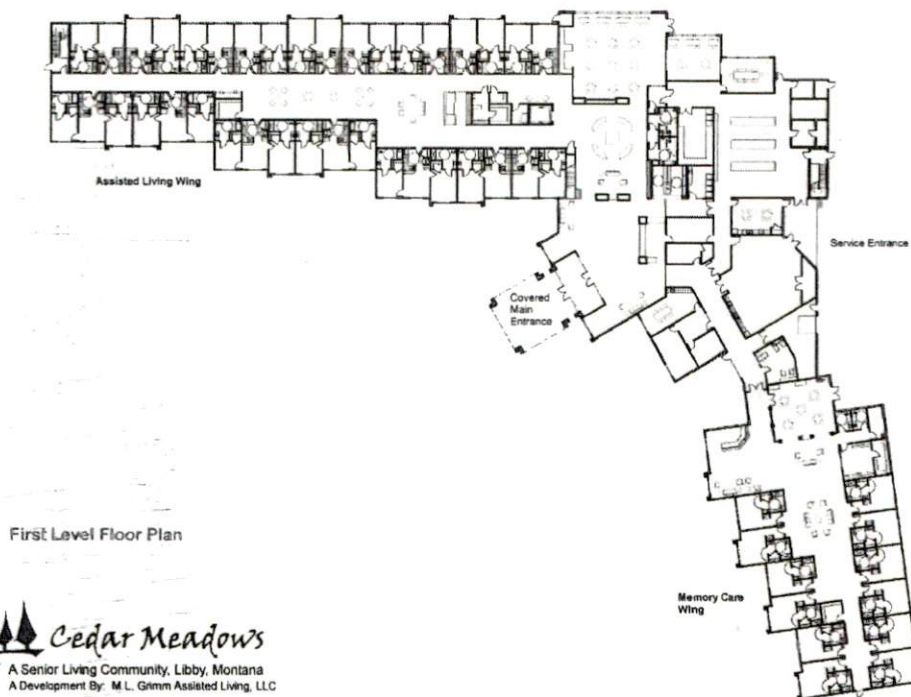 Assisted Living Wing
Service Entrance
Covered
Main
Entrance
First Level Floor Plan
Memory Care
Wing
Cedar Meadows
A Senior Living Community, Libby, Montana
A Development By: M.L. Grimm Assisted Living, LLC